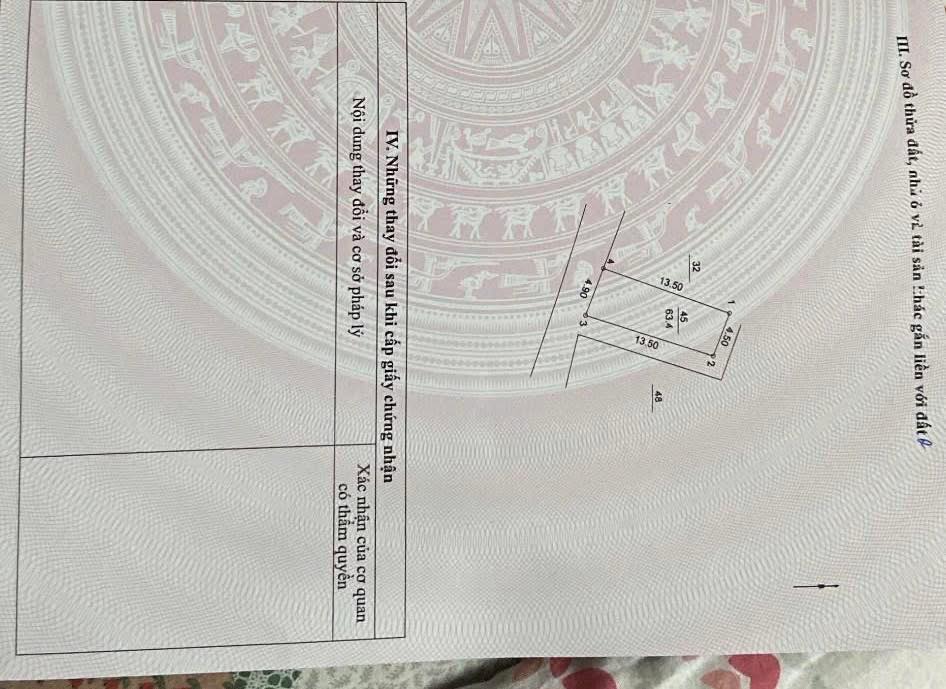 III. Sơ đồ thửa đất, nhà ở và tài sản khác gắn liền với đất
1
4.50
2
32
13.50
45
63.4
13.50
48
4
4.90
3
IV. Những thay đổi sau khi cấp giấy chứng nhận
Nội dung thay đổi và cơ sở pháp lý
Xác nhận của cơ quan
có thẩm quyền